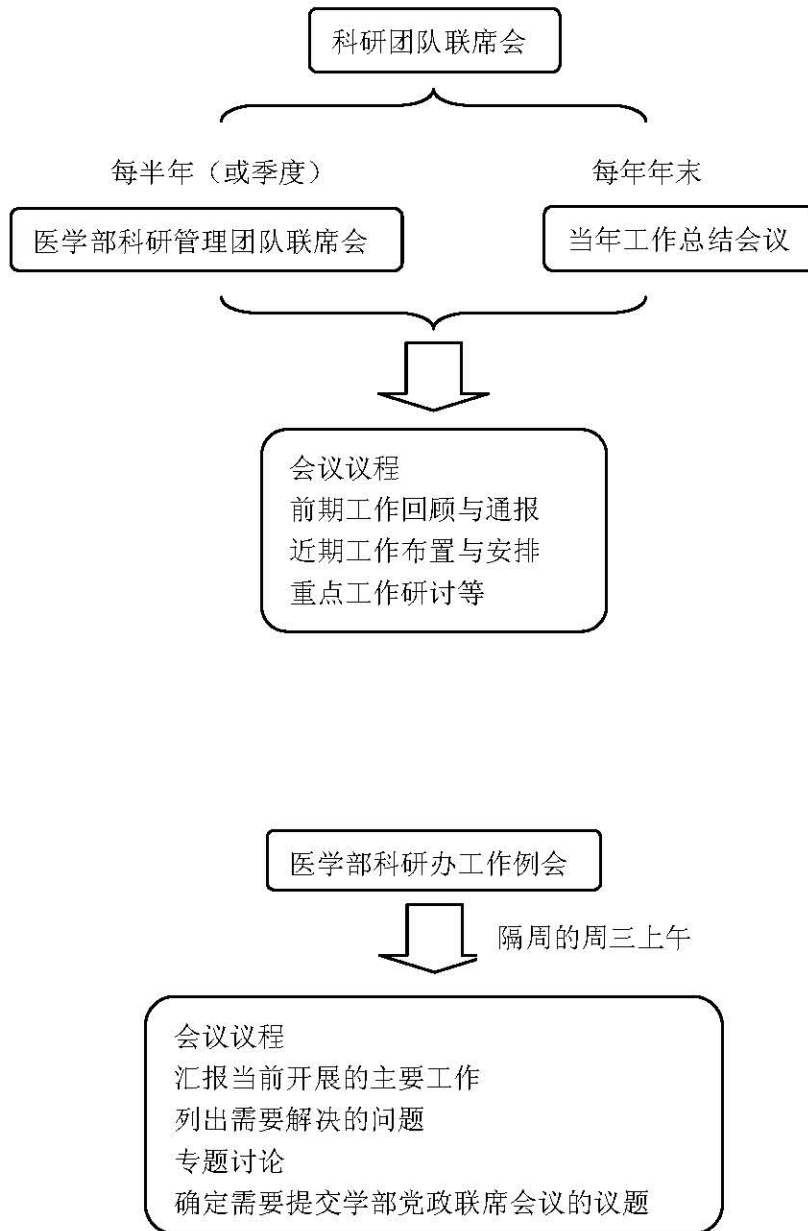 科研团队联席会
每半年（或季度）
每年年末
医学部科研管理团队联席会
当年工作总结会议
会议议程
前期工作回顾与通报
近期工作布置与安排
重点工作研讨等
医学部科研办工作例会
隔周的周三上午
会议议程
汇报当前开展的主要工作
列出需要解决的问题
专题讨论
确定需要提交学部党政联席会议的议题